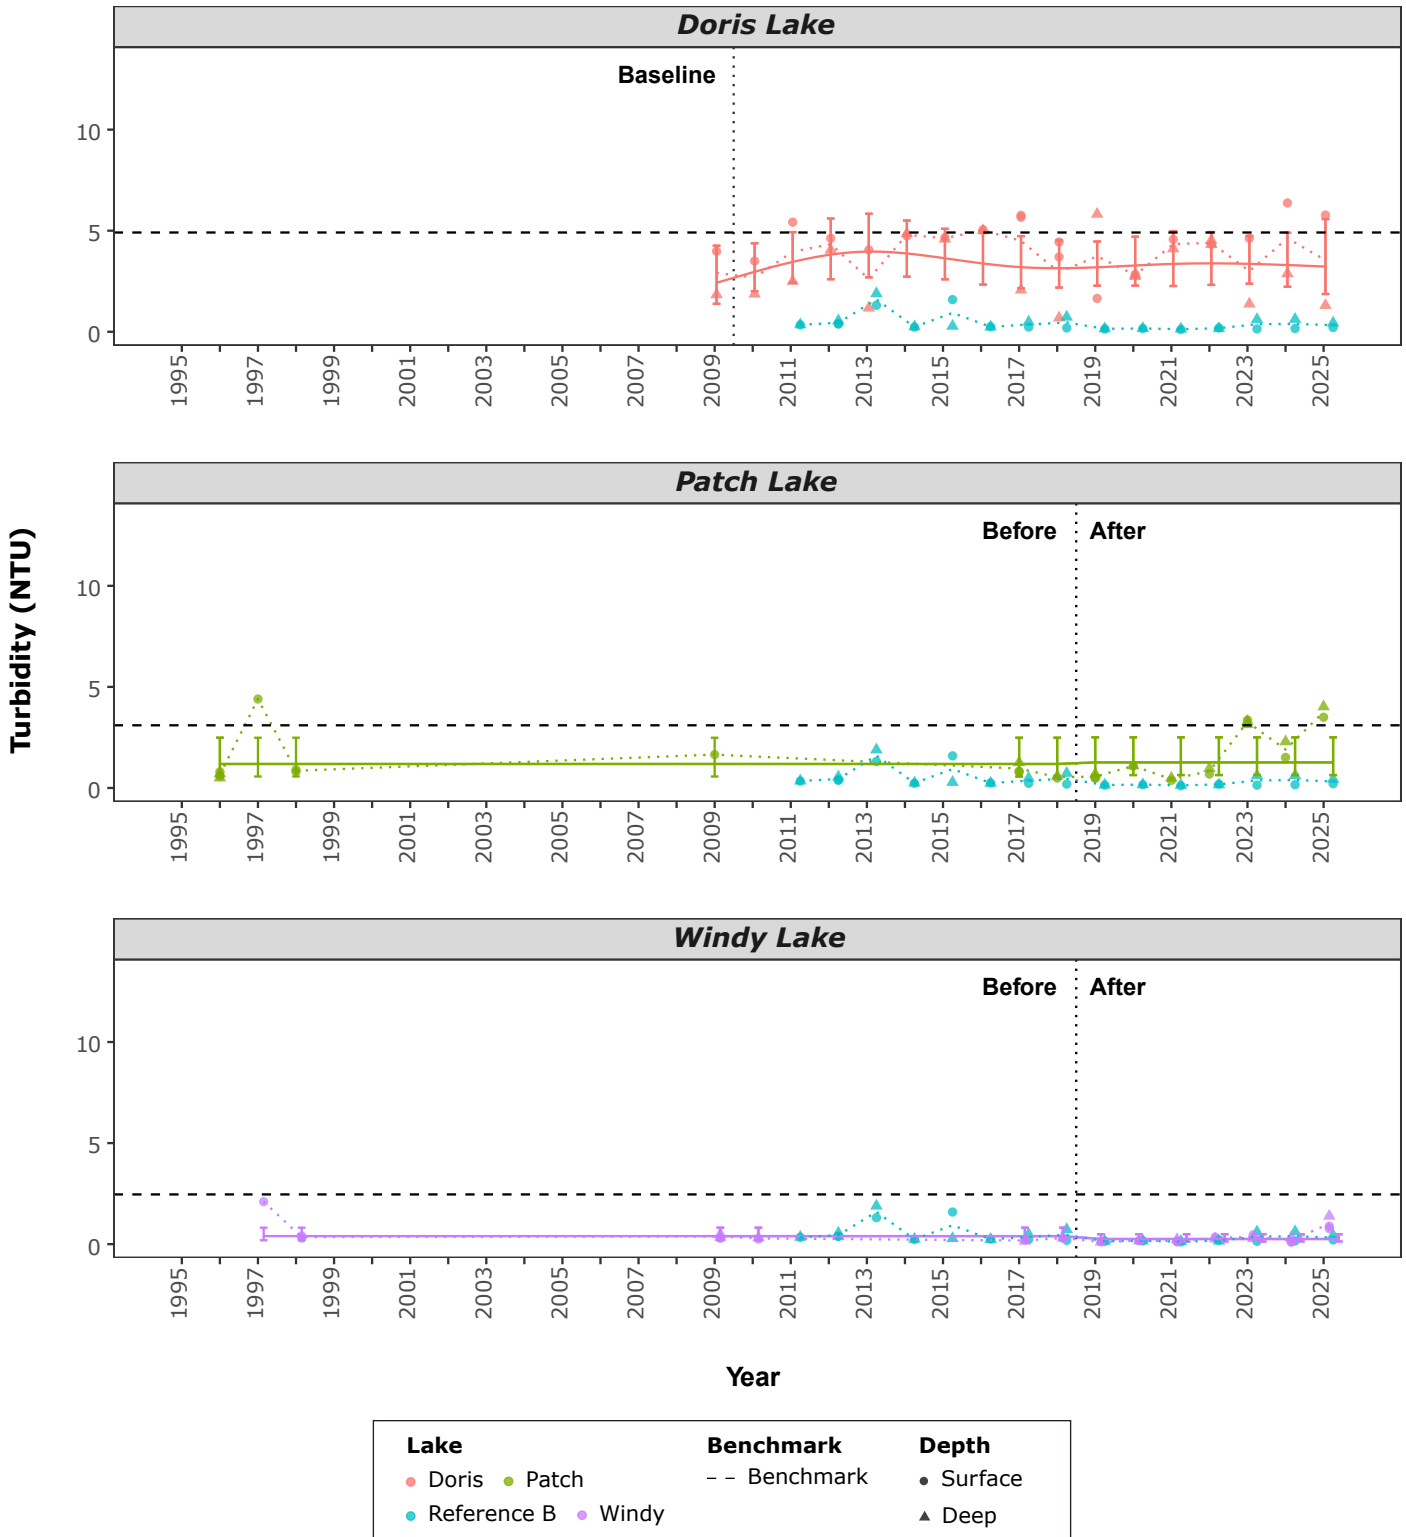 Doris Lake
Baseline
10
5
0
1995 1997 1999 2001 2003 2005 2007 2009 2011 2013 2015 2017 2019 2021 2023 2025
Patch Lake
Before After
10
5
0
1995 1997 1999 2001 2003 2005 2007 2009 2011 2013 2015 2017 2019 2021 2023 2025
Turbidity (NTU)
Windy Lake
Before After
10
5
0
1995 1997 1999 2001 2003 2005 2007 2009 2011 2013 2015 2017 2019 2021 2023 2025
Year
Lake Benchmark Depth
Doris Patch Benchmark Surface
Reference B Windy Deep